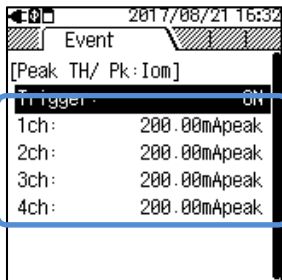 2017/08/21 16:32
Event
[Peak TH/ Pk:Iom]
Trigger: ON
1ch: 200.00mApeak
2ch: 200.00mApeak
3ch: 200.00mApeak
4ch: 200.00mApeak